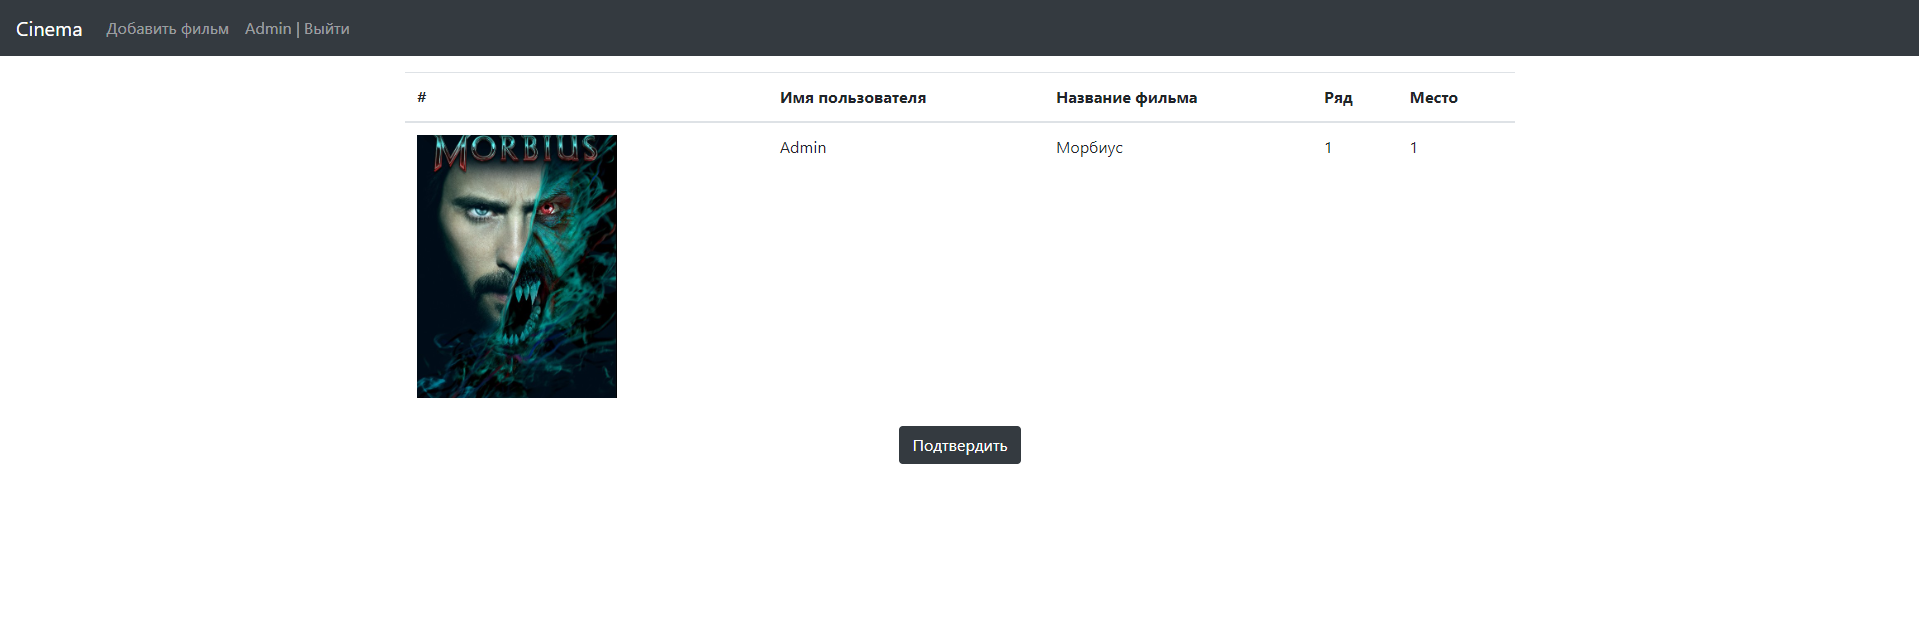 Cinema Добавить фильм Admin | Выйти
# Имя пользователя Название фильма Ряд Место
MORBIUS Admin Морбиус 1 1
Подтвердить